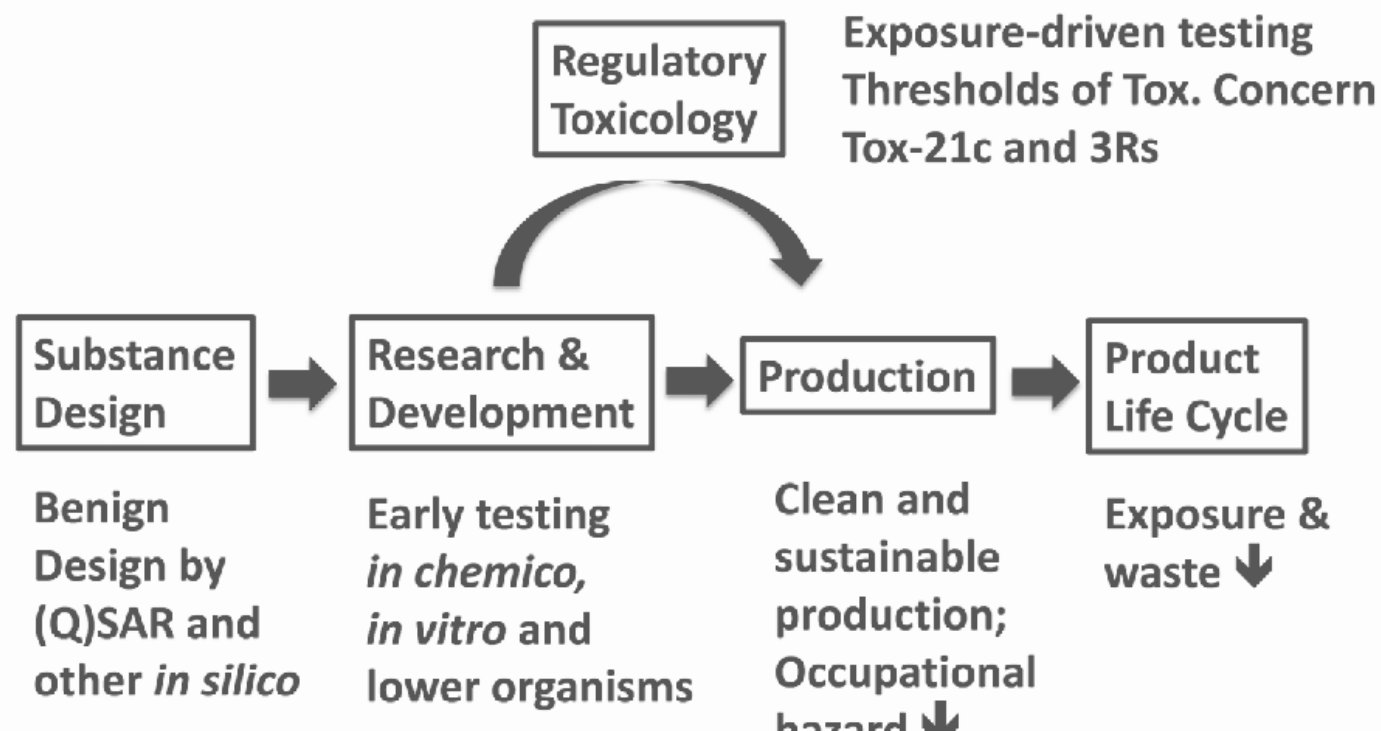 Regulatory
Toxicology
Exposure-driven testing
Thresholds of Tox. Concern
Tox-21c and 3Rs
Substance
Design
Research &
Development
Production
Product
Life Cycle
Benign
Design by
(Q)SAR and
other in silico
Early testing
in chemico,
in vitro and
lower organisms
Clean and
sustainable
production;
Occupational
hazard ↓
Exposure &
waste ↓